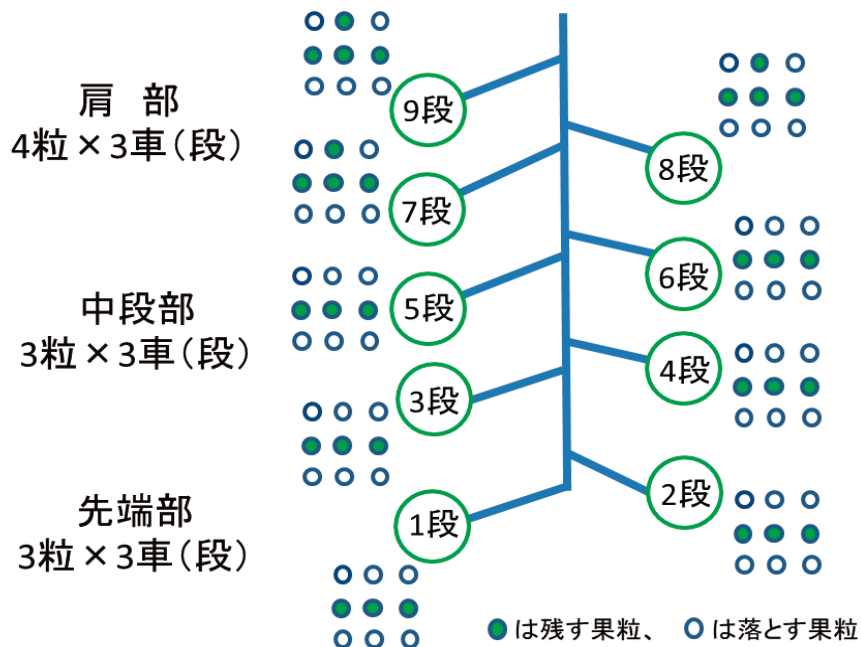 肩 部
4粒×3車(段)
9段
8段
7段
6段
中段部
3粒×3車(段)
5段
4段
3段
先端部
3粒×3車(段)
2段
1段
●は残す果粒、 ○は落とす果粒